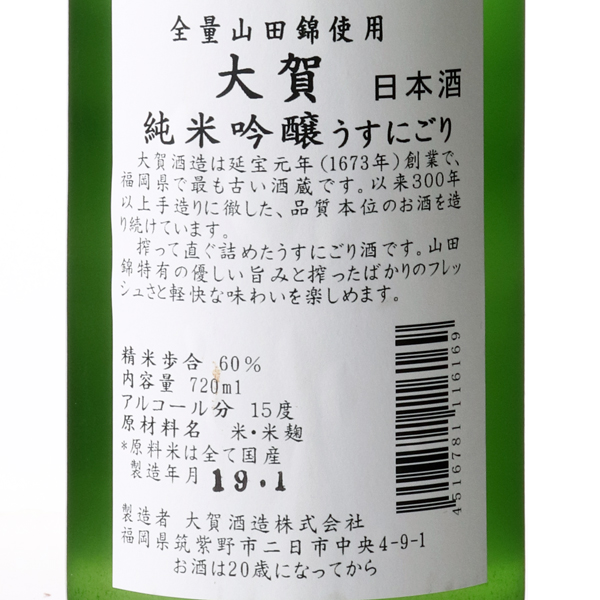 全量山田錦使用
大賀 日本酒
純米吟醸うすにごり
大賀酒造は延宝元年(1673年)創業で、
福岡県で最も古い酒蔵です。以来300年
以上手造りに徹した、品質本位のお酒を造
り続けています。
搾って直ぐ詰めたうすにごり酒です。山田
錦特有の優しい旨みと搾ったばかりのフレッ
シュさと軽快な味わいを楽しめます。
精米歩合 60%
内容量 720ml
アルコール分 15度
原材料名 米・米麹
*原料米は全て国産
製造年月 19.1
4516781116169
製造者 大賀酒造株式会社
福岡県筑紫野市二日市中央4-9-1
お酒は20歳になってから